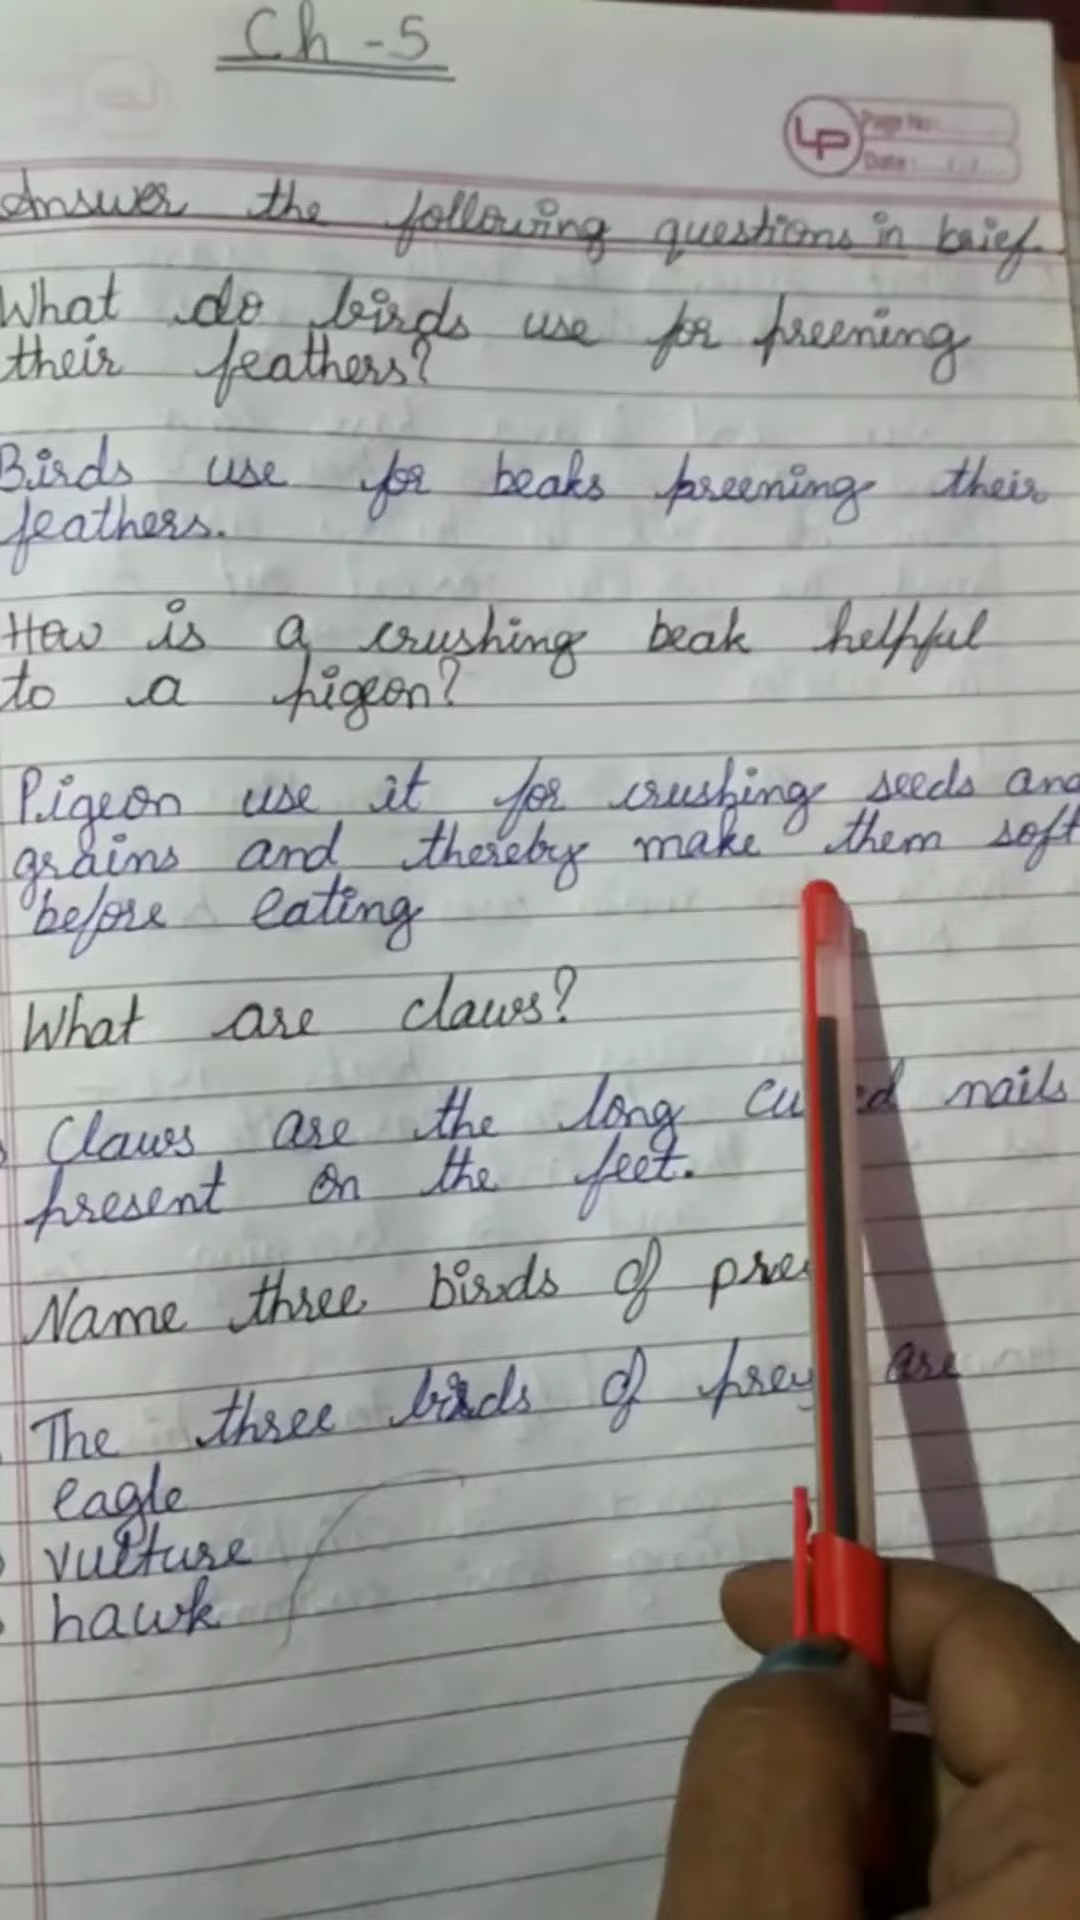 Ch - 5
LP
Page No:
Date:
Answer the following questions in brief.
What do birds use for preening
their feathers?
Birds use for beaks preening their
feathers.
How is a crushing beak helpful
to a pigeon?
Pigeon use it for crushing seeds and
grains and thereby make them soft
before eating
What are claws?
Claws are the long nails
present on the feet.
Name three birds of
The three birds of prey are
eagle
vulture
hawk